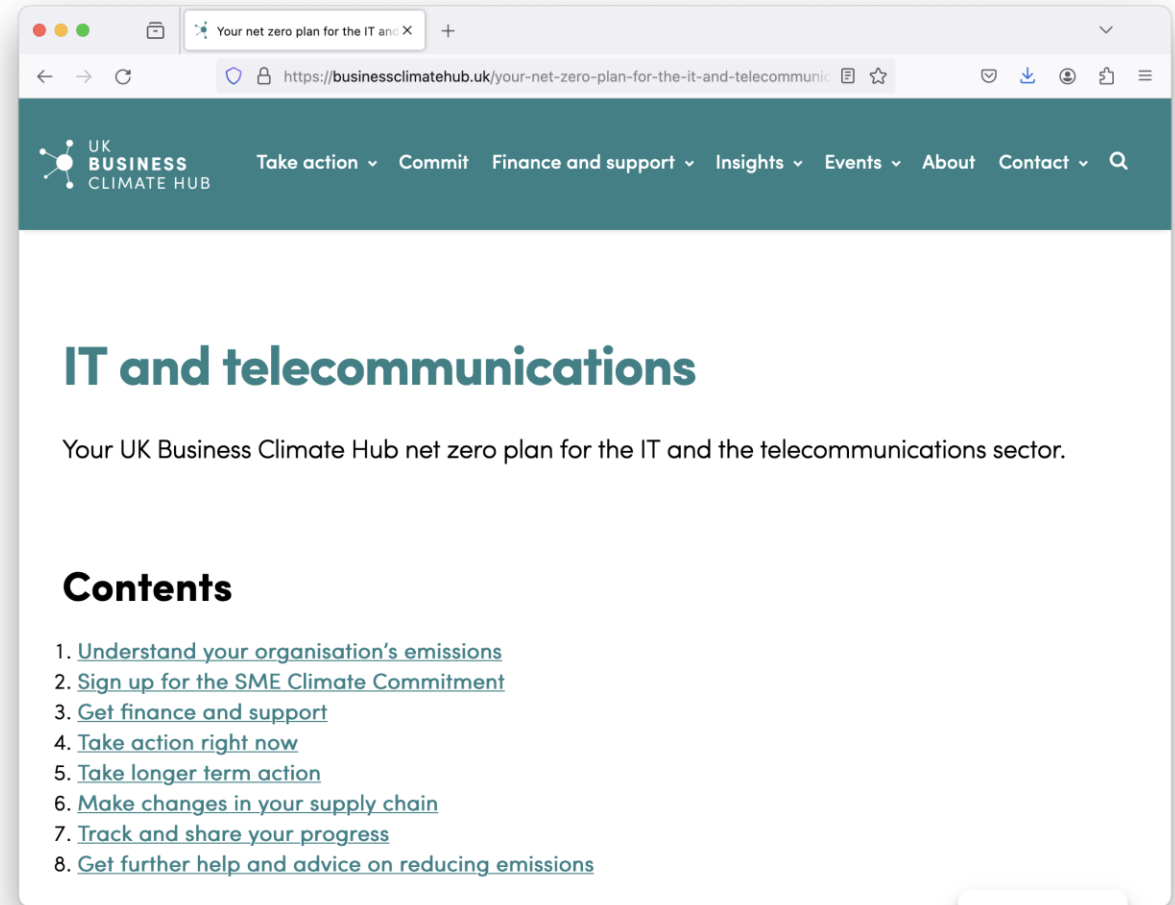 Your net zero plan for the IT and
https://businessclimatehub.uk/your-net-zero-plan-for-the-it-and-telecommunic
UK
BUSINESS
CLIMATE HUB
Take action Commit Finance and support Insights Events About Contact
IT and telecommunications
Your UK Business Climate Hub net zero plan for the IT and the telecommunications sector.
Contents
1. Understand your organisation’s emissions
2. Sign up for the SME Climate Commitment
3. Get finance and support
4. Take action right now
5. Take longer term action
6. Make changes in your supply chain
7. Track and share your progress
8. Get further help and advice on reducing emissions